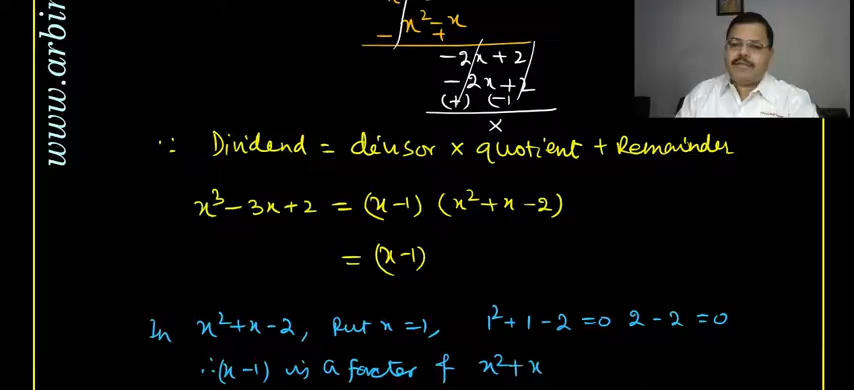 x² - x
- +
-2x + 2
-2x + 2
(+) (-)
x
∵ Dividend = divisor × quotient + Remainder
x³ - 3x + 2 = (x-1) (x² + x - 2)
= (x-1)
In x² + x - 2, Put x = 1, 1² + 1 - 2 = 0 2 - 2 = 0
∴ (x-1) is a factor of x² + x
www.arbin